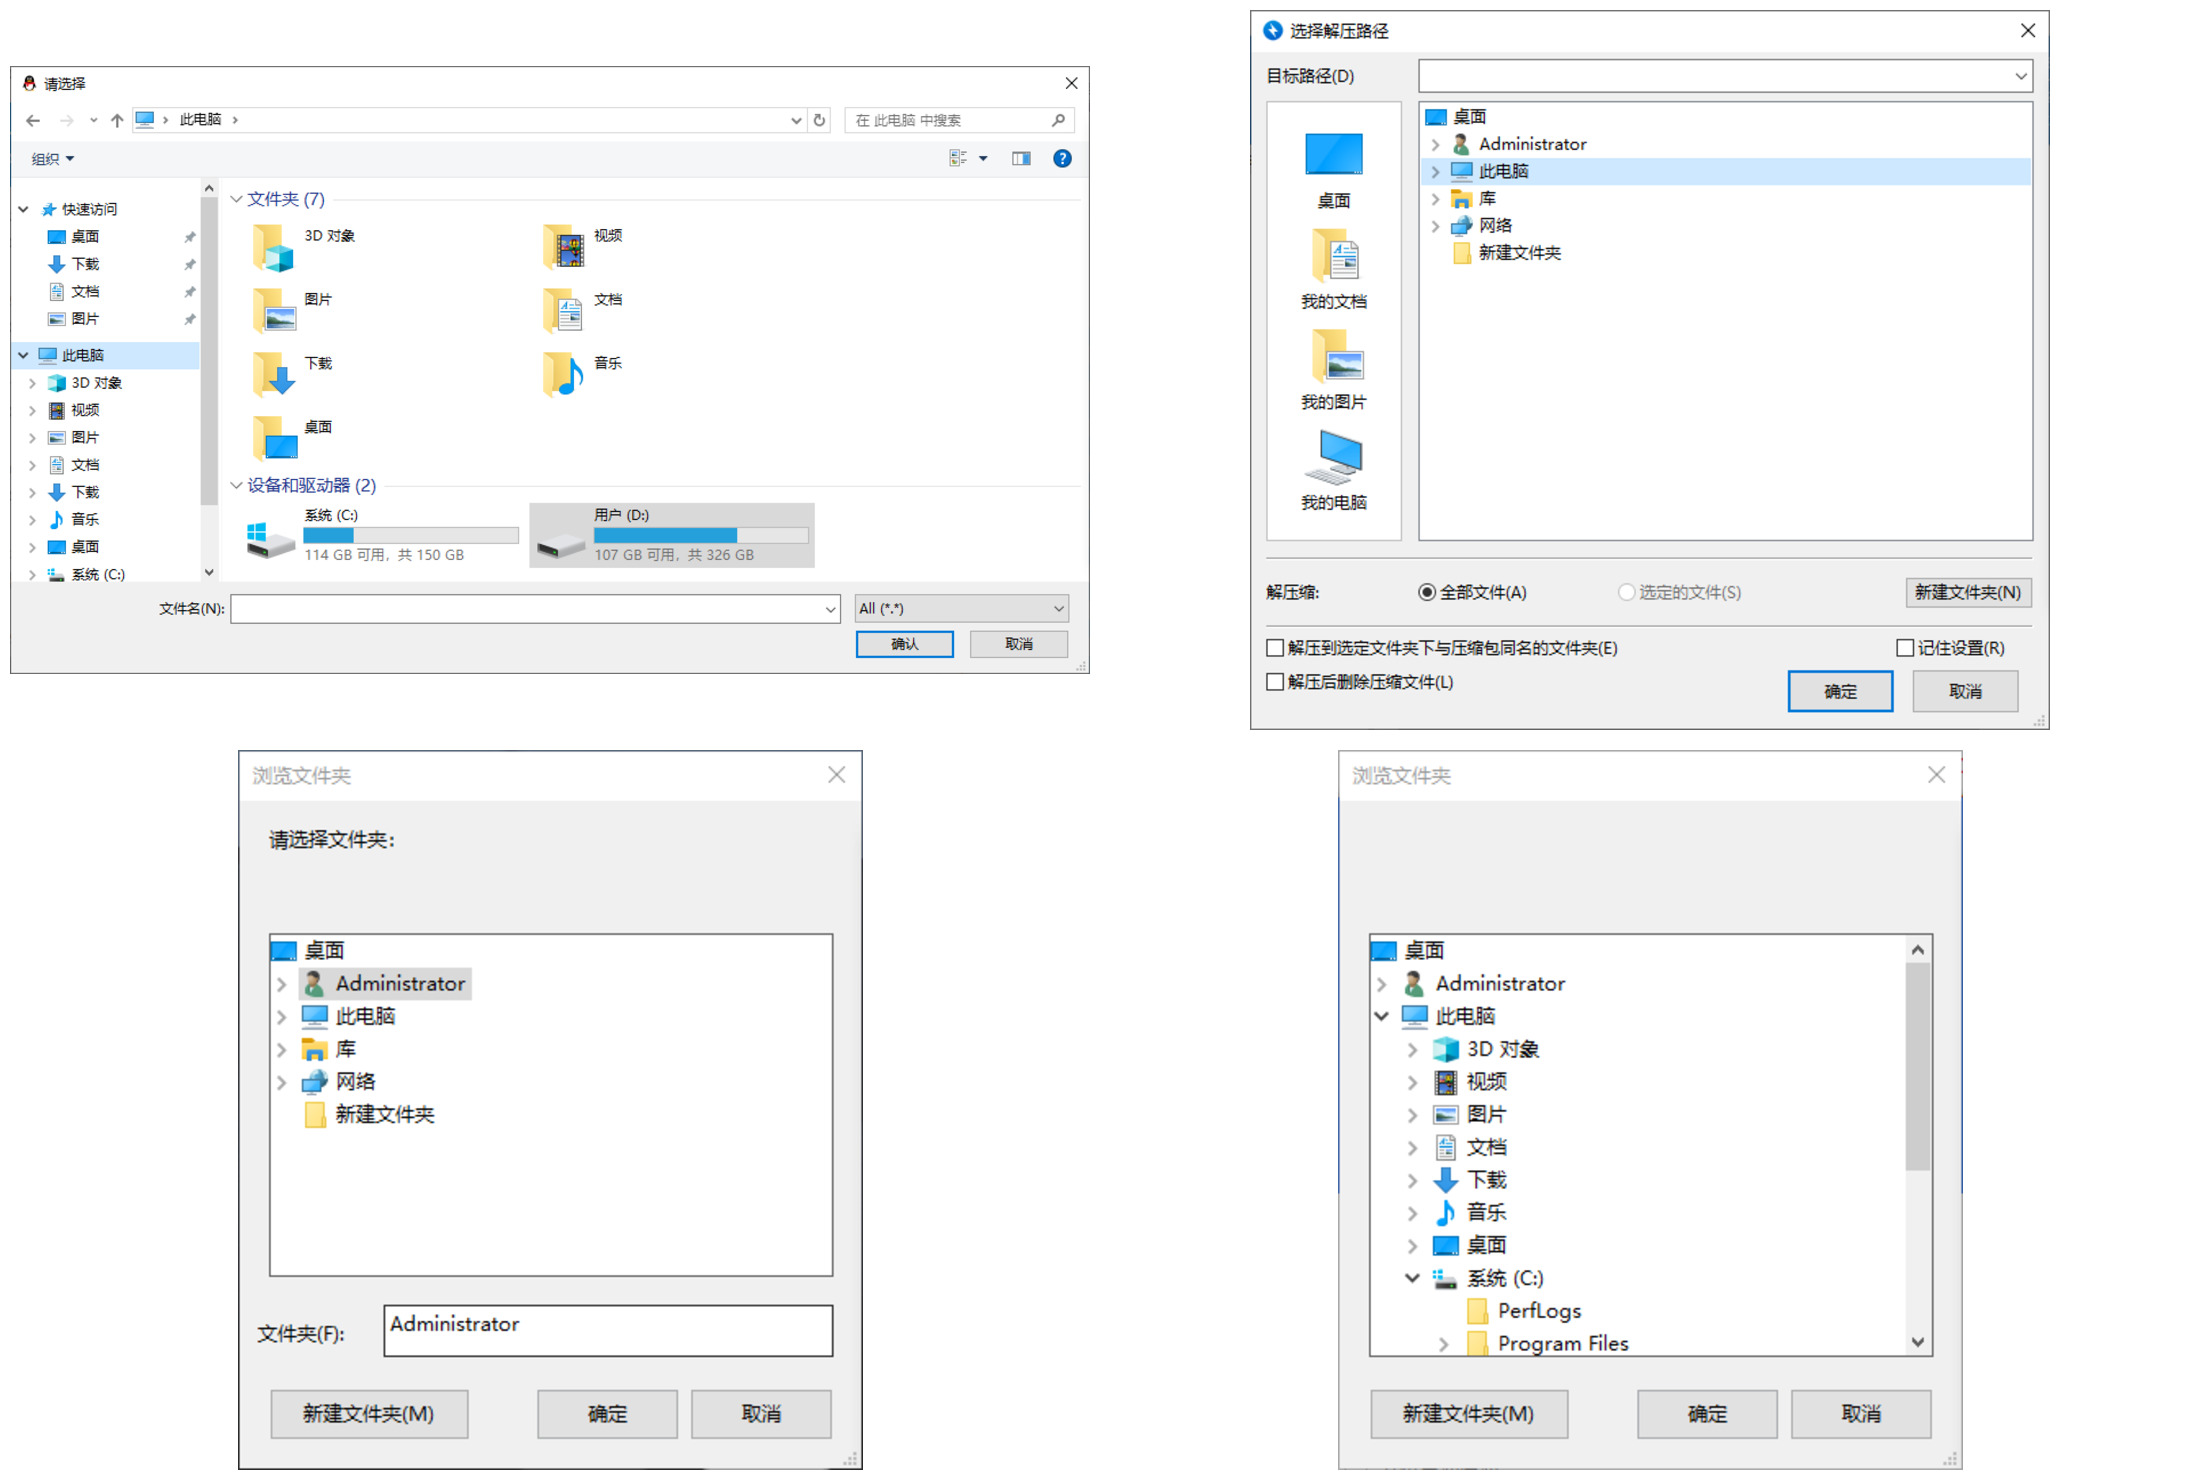 请选择
此电脑
在 此电脑 中搜索
组织
快速访问
桌面
下载
文档
图片
此电脑
3D 对象
视频
图片
文档
下载
音乐
桌面
系统 (C:)
文件夹 (7)
3D 对象
视频
图片
文档
下载
音乐
桌面
设备和驱动器 (2)
系统 (C:)
114 GB 可用，共 150 GB
用户 (D:)
107 GB 可用，共 326 GB
文件名(N):
All (*.*)
确认
取消
选择解压路径
目标路径(D)
桌面
我的文档
我的图片
我的电脑
桌面
Administrator
此电脑
库
网络
新建文件夹
解压缩:
全部文件(A)
选定的文件(S)
新建文件夹(N)
解压到选定文件夹下与压缩包同名的文件夹(E)
记住设置(R)
解压后删除压缩文件(L)
确定
取消
浏览文件夹
请选择文件夹:
桌面
Administrator
此电脑
库
网络
新建文件夹
文件夹(F):
Administrator
新建文件夹(M)
确定
取消
浏览文件夹
桌面
Administrator
此电脑
3D 对象
视频
图片
文档
下载
音乐
桌面
系统 (C:)
PerfLogs
Program Files
新建文件夹(M)
确定
取消